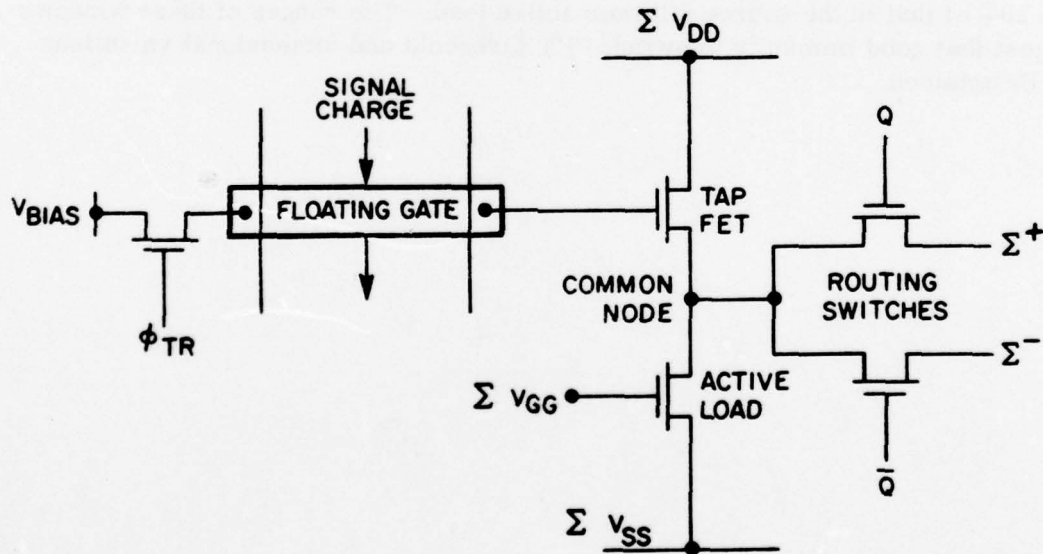 Σ VDD
SIGNAL
CHARGE
Q
VBIAS
FLOATING GATE
TAP
FET
Σ+
COMMON
NODE
ROUTING
SWITCHES
ϕTR
Σ-
Σ VGG
ACTIVE
LOAD
Q̅
Σ VSS